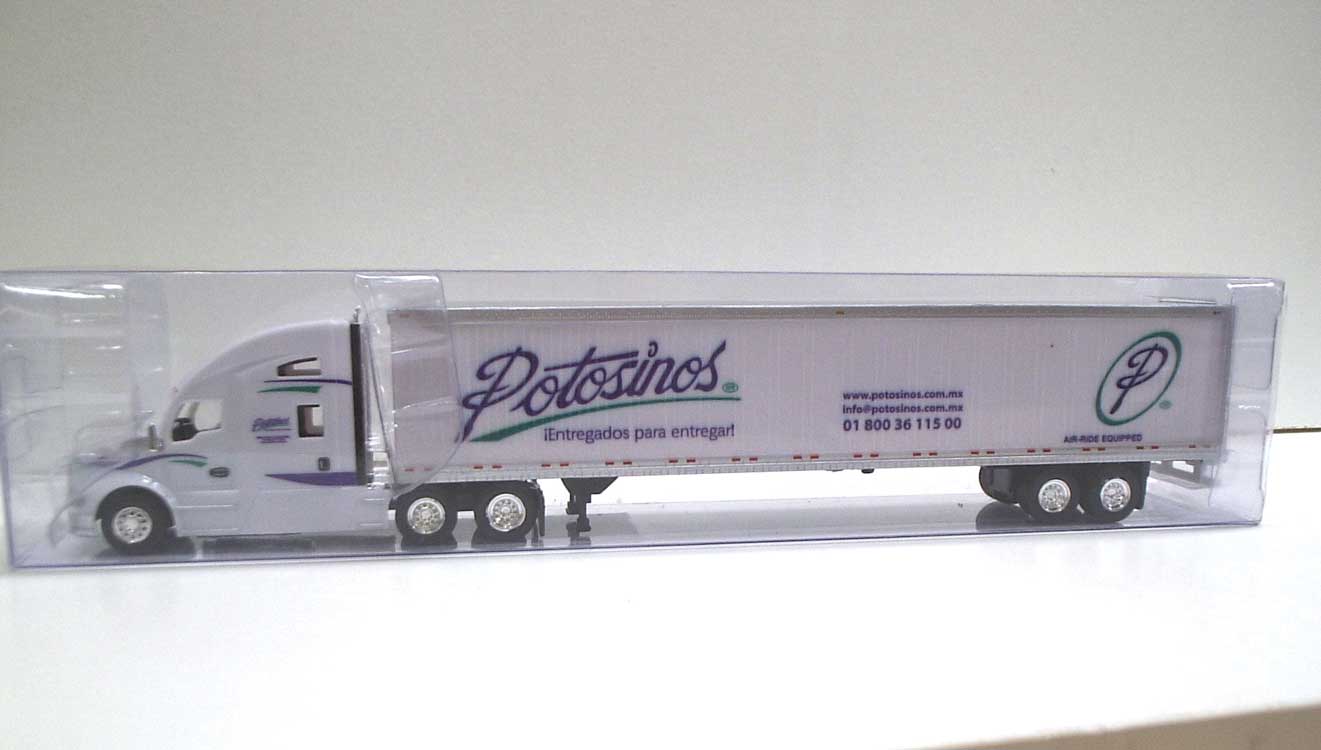 Potosinos
¡Entregados para entregar!
www.potosinos.com.mx
info@potosinos.com.mx
01 800 36 115 00
P
AIR-RIDE EQUIPPED
Potosinos